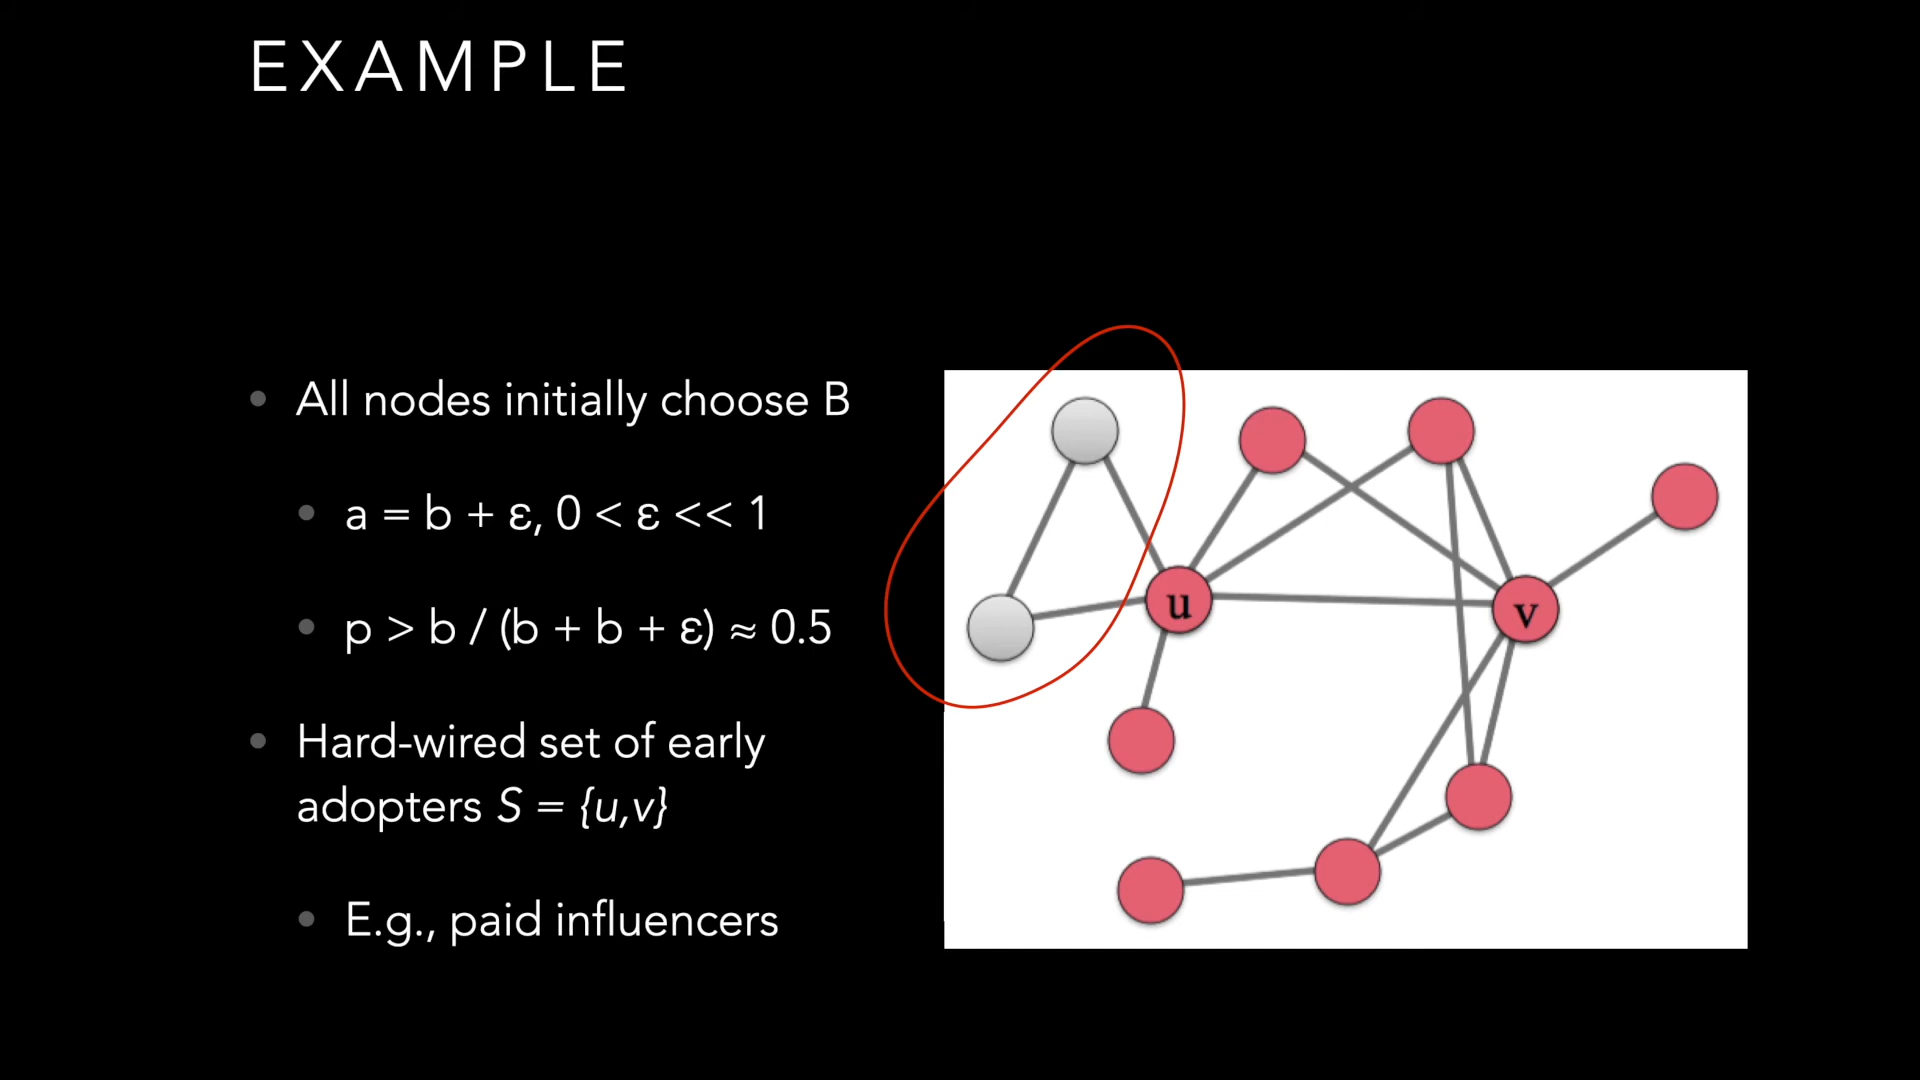 EXAMPLE
All nodes initially choose B
a = b + ε, 0 < ε << 1
p > b / (b + b + ε) ≈ 0.5
Hard-wired set of early
adopters S = {u,v}
E.g., paid influencers
u
v